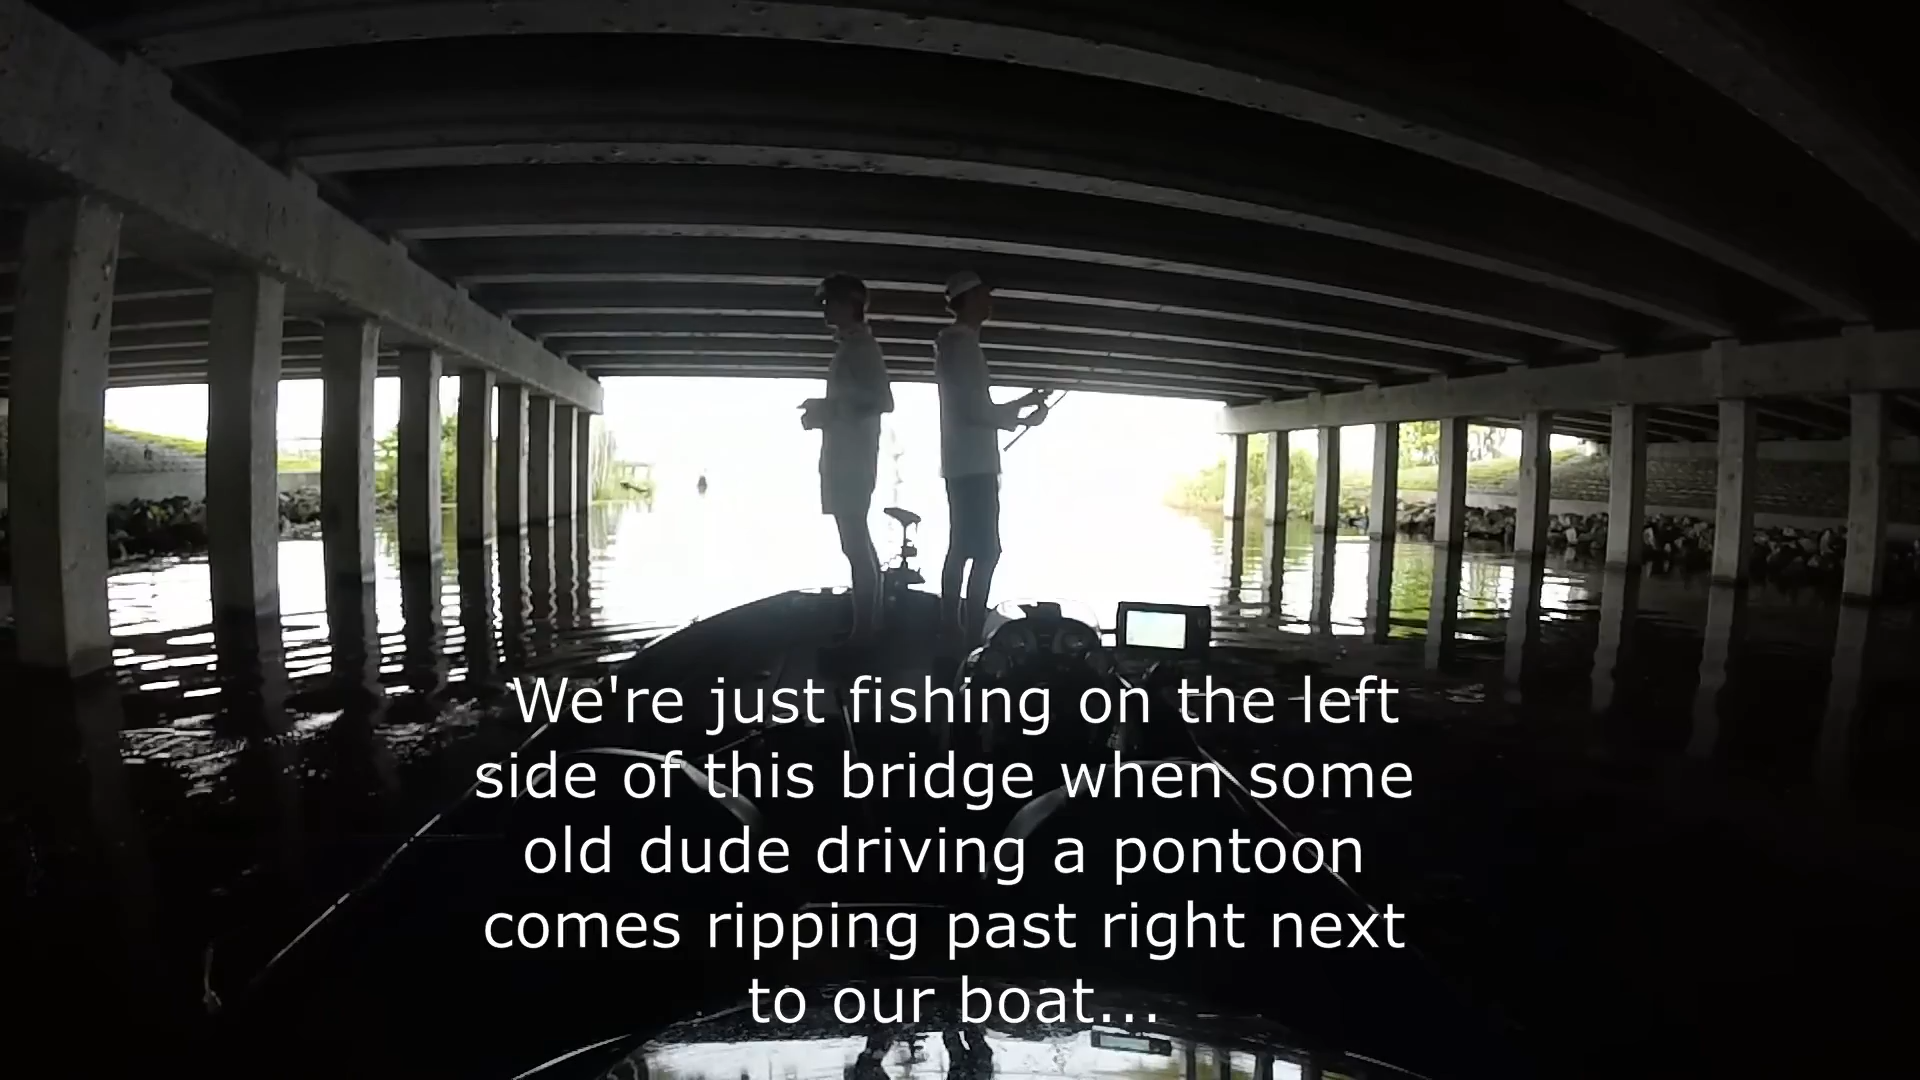 We're just fishing on the left
side of this bridge when some
old dude driving a pontoon
comes ripping past right next
to our boat...